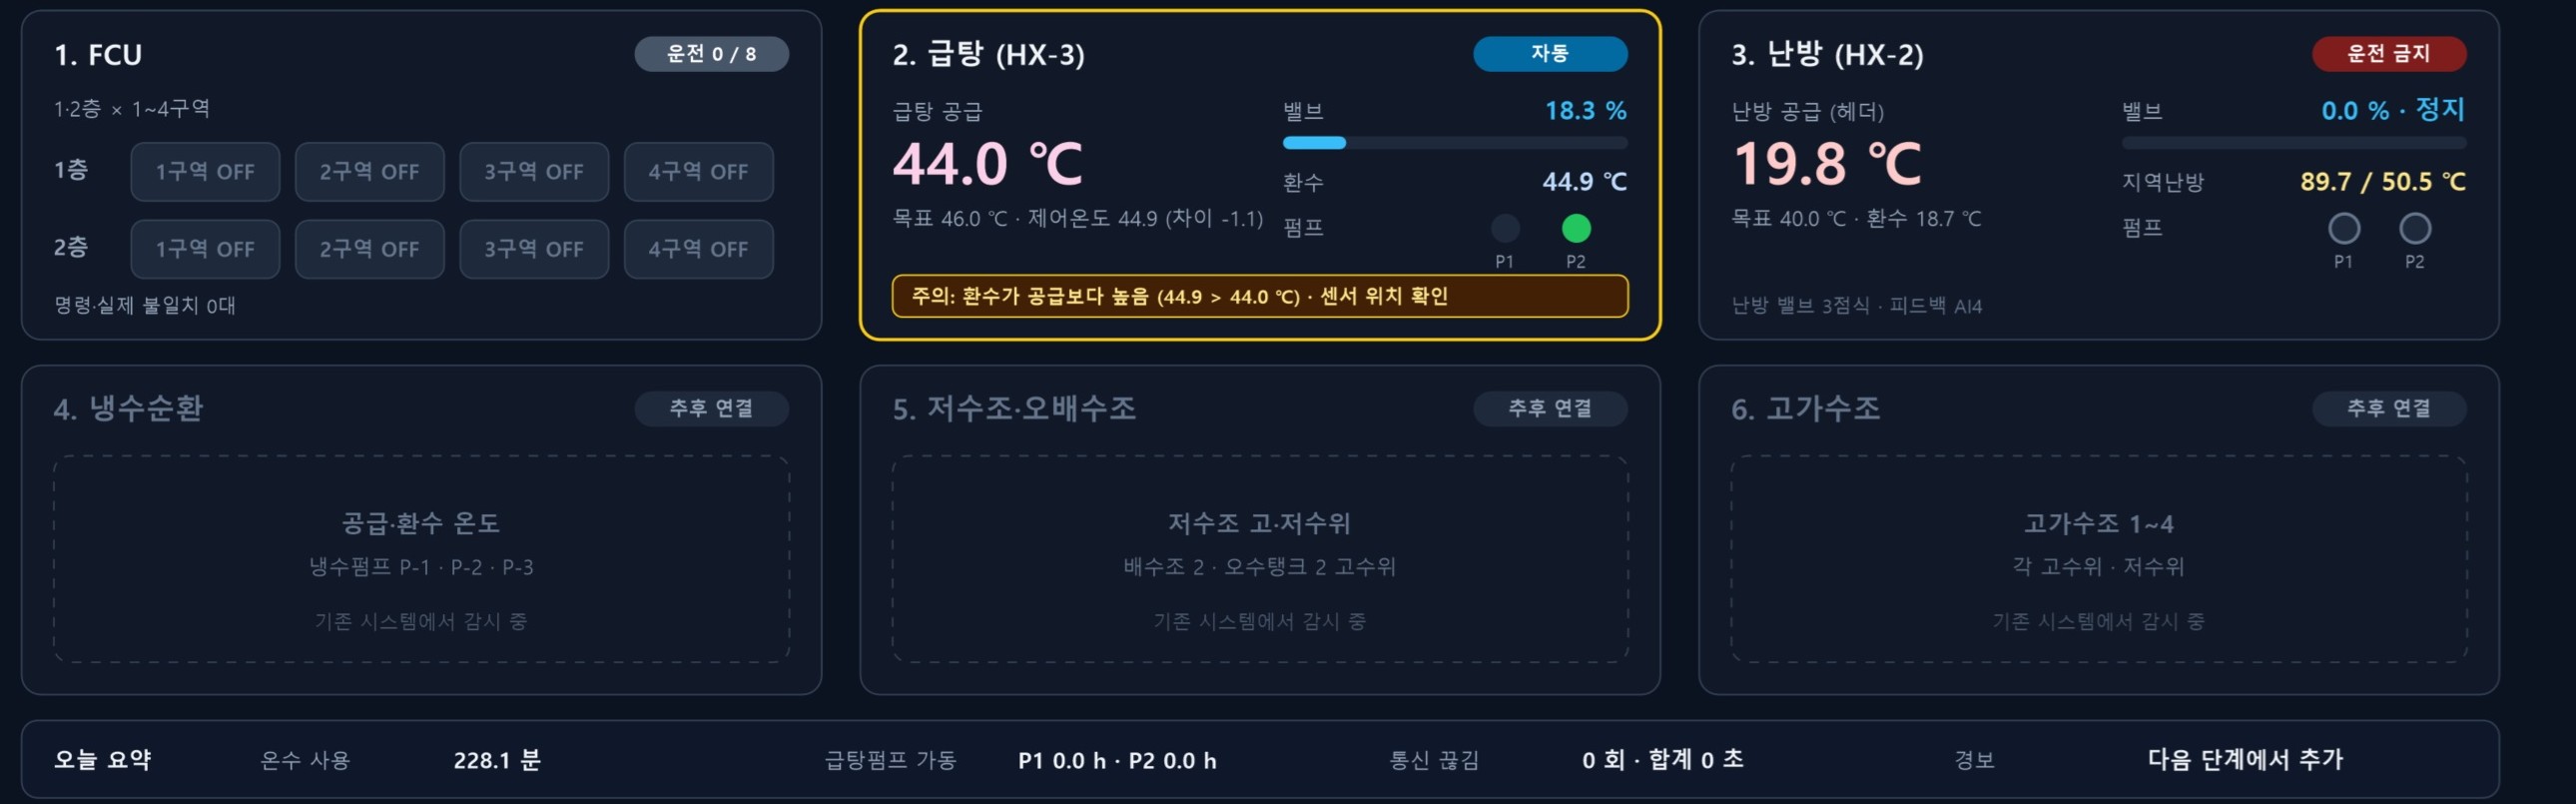 1. FCU
운전 0 / 8
1·2층 × 1~4구역
1층
1구역 OFF
2구역 OFF
3구역 OFF
4구역 OFF
2층
1구역 OFF
2구역 OFF
3구역 OFF
4구역 OFF
명령·실제 불일치 0대
2. 급탕 (HX-3)
자동
급탕 공급
44.0 ℃
목표 46.0 ℃ · 제어온도 44.9 (차이 -1.1)
밸브
18.3 %
환수
44.9 ℃
펌프
P1
P2
주의: 환수가 공급보다 높음 (44.9 > 44.0 ℃) · 센서 위치 확인
3. 난방 (HX-2)
운전 금지
난방 공급 (헤더)
19.8 ℃
목표 40.0 ℃ · 환수 18.7 ℃
밸브
0.0 % · 정지
지역난방
89.7 / 50.5 ℃
펌프
P1
P2
난방 밸브 3점식 · 피드백 AI4
4. 냉수순환
추후 연결
공급·환수 온도
냉수펌프 P-1 · P-2 · P-3
기존 시스템에서 감시 중
5. 저수조·오배수조
추후 연결
저수조 고·저수위
배수조 2 · 오수탱크 2 고수위
기존 시스템에서 감시 중
6. 고가수조
추후 연결
고가수조 1~4
각 고수위 · 저수위
기존 시스템에서 감시 중
오늘 요약
온수 사용
228.1 분
급탕펌프 가동
P1 0.0 h · P2 0.0 h
통신 끊김
0 회 · 합계 0 초
경보
다음 단계에서 추가